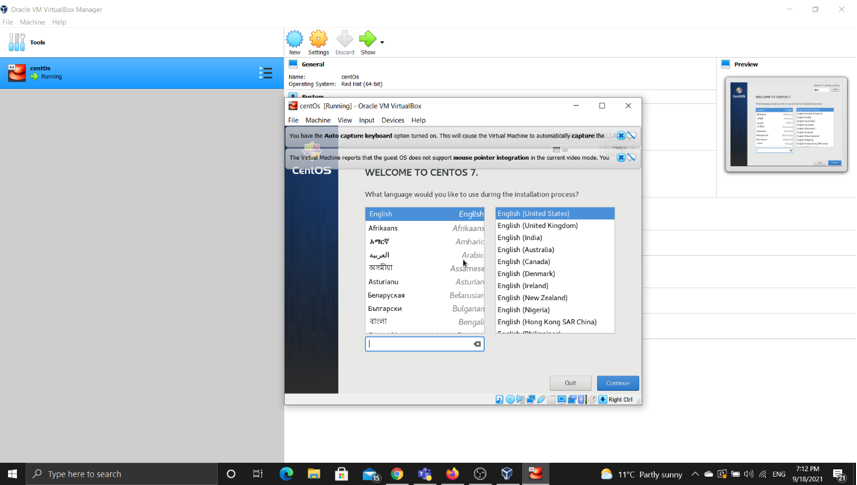 Oracle VM VirtualBox Manager
File Machine Help
Tools
New Settings Discard Show
centOs
Running
General
Name: centOs
Operating System: Red Hat (64-bit)
Preview
centOs [Running] - Oracle VM VirtualBox
File Machine View Input Devices Help
You have the Auto capture keyboard option turned on. This will cause the Virtual Machine to automatically capture the
The Virtual Machine reports that the guest OS does not support mouse pointer integration in the current video mode. You
us
CentOS
WELCOME TO CENTOS 7.
What language would you like to use during the installation process?
English English
Afrikaans Afrikaans
አማርኛ Amharic
العربية Arabic
অসমীয়া Assamese
Asturianu Asturian
Беларуская Belarusian
Български Bulgarian
বাংলা Bengali
English (United States)
English (United Kingdom)
English (India)
English (Australia)
English (Canada)
English (Denmark)
English (Ireland)
English (New Zealand)
English (Nigeria)
English (Hong Kong SAR China)
English (Philippines)
Quit Continue
Right Ctrl
Type here to search
15
11°C Partly sunny
ENG
7:12 PM
9/18/2021
21